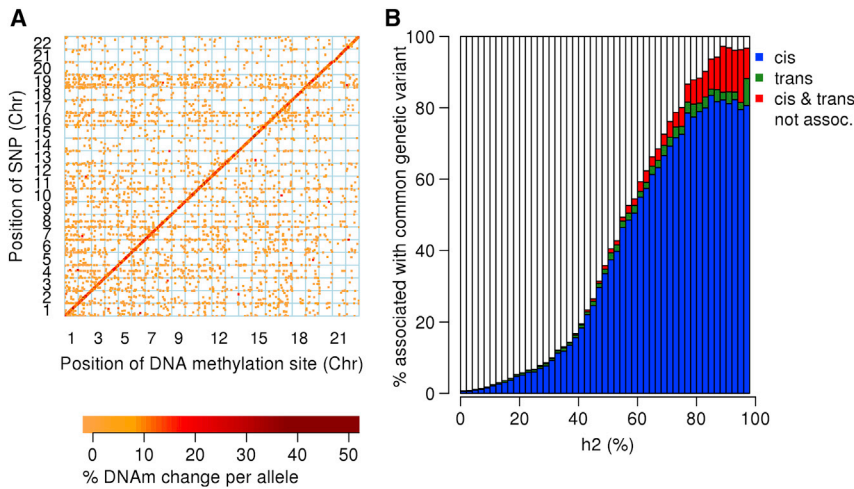 A
Position of SNP (Chr)
22
21
20
19
18
17
16
15
14
13
12
11
10
9
8
7
6
5
4
3
2
1
1 3 5 7 9 12 15 18 21
Position of DNA methylation site (Chr)
0 10 20 30 40 50
% DNAm change per allele
B
% associated with common genetic variant
100
80
60
40
20
0
0 20 40 60 80 100
h2 (%)
cis
trans
cis & trans
not assoc.